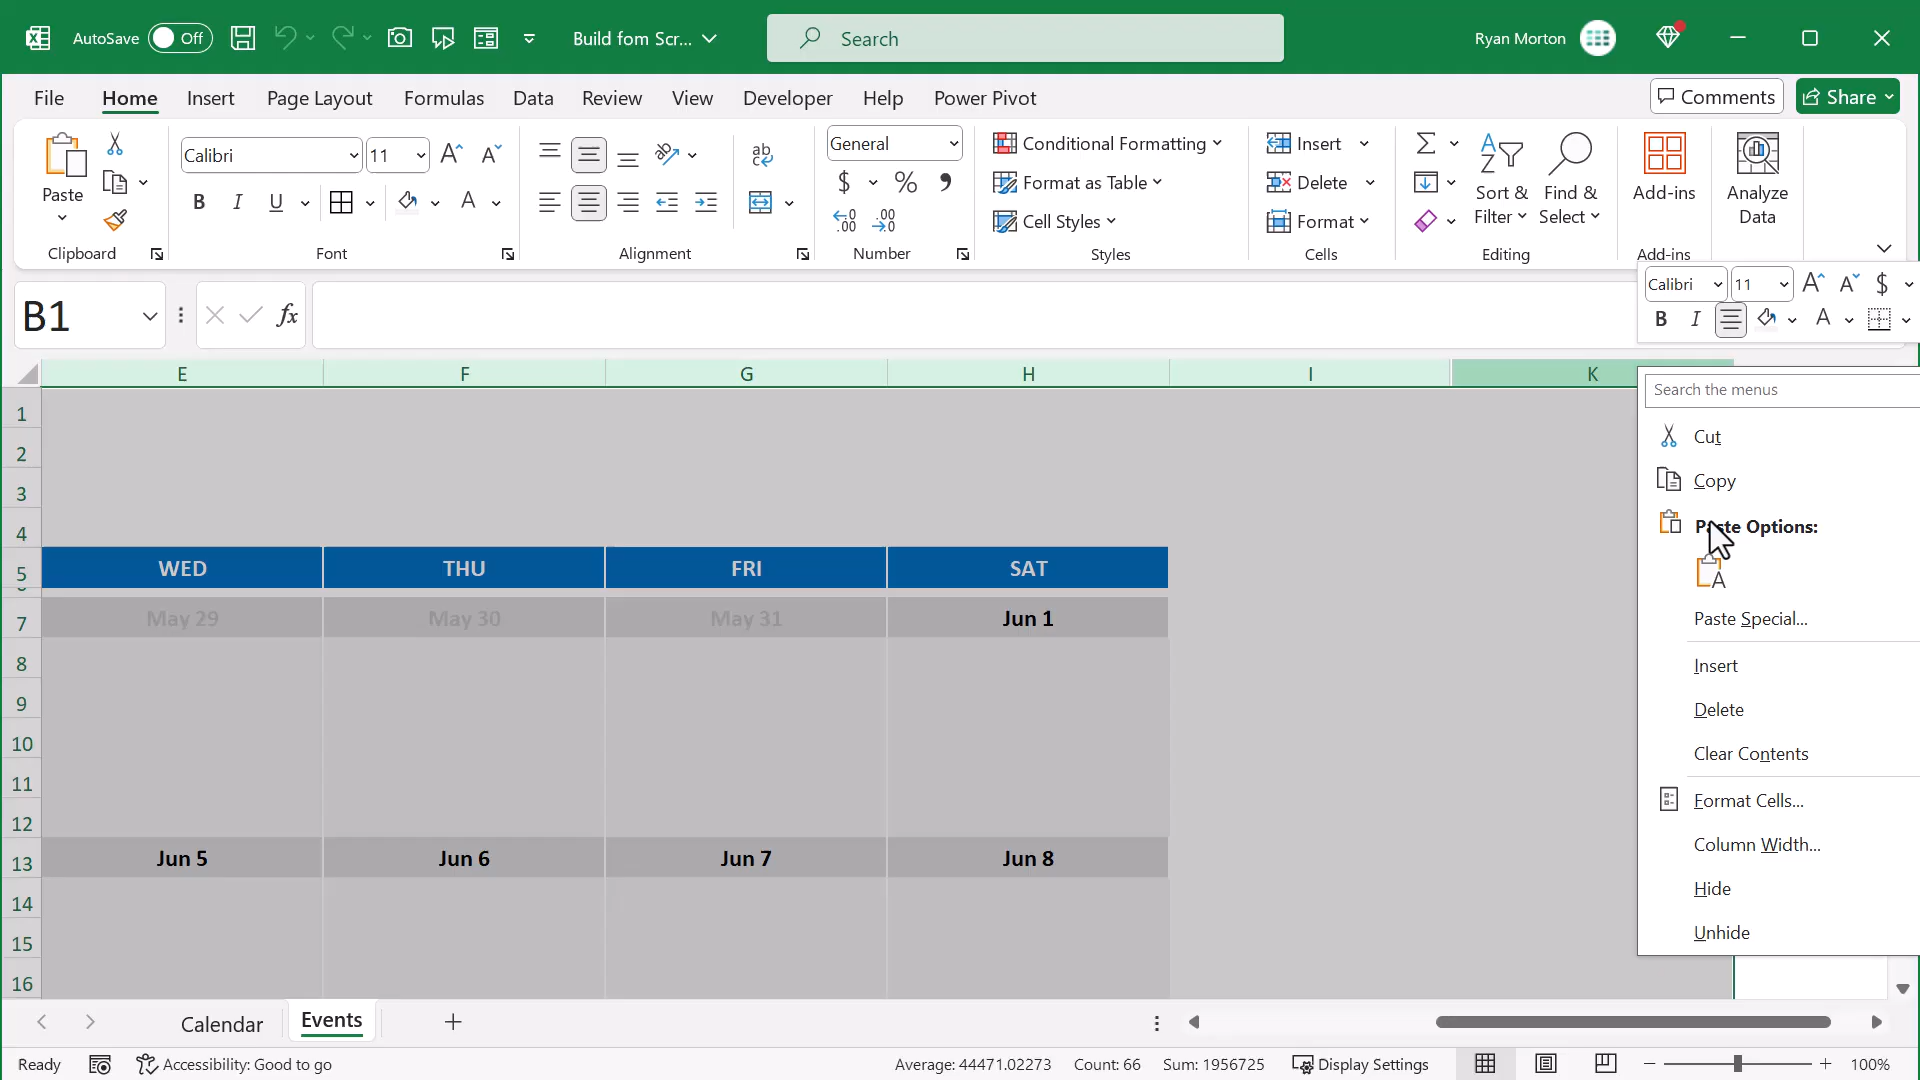 AutoSave Off Build fom Scr... Search Ryan Morton
File Home Insert Page Layout Formulas Data Review View Developer Help Power Pivot Comments Share
Paste
Clipboard
Calibri 11
B I U A
Font
ab
Alignment
General
$ % ,
Number
Conditional Formatting
Format as Table
Cell Styles
Styles
Insert
Delete
Format
Cells
Sort & Filter
Find & Select
Editing
Add-ins
Add-ins
Analyze Data
B1 fx
Calibri 11 A A $
B I A
E F G H I K
1
2
3
4
5 WED THU FRI SAT
7 May 29 May 30 May 31 Jun 1
8
9
10
11
12
13 Jun 5 Jun 6 Jun 7 Jun 8
14
15
16
Search the menus
Cut
Copy
Paste Options:
Paste Special...
Insert
Delete
Clear Contents
Format Cells...
Column Width...
Hide
Unhide
Calendar Events +
Ready Accessibility: Good to go Average: 44471.02273 Count: 66 Sum: 1956725 Display Settings 100%